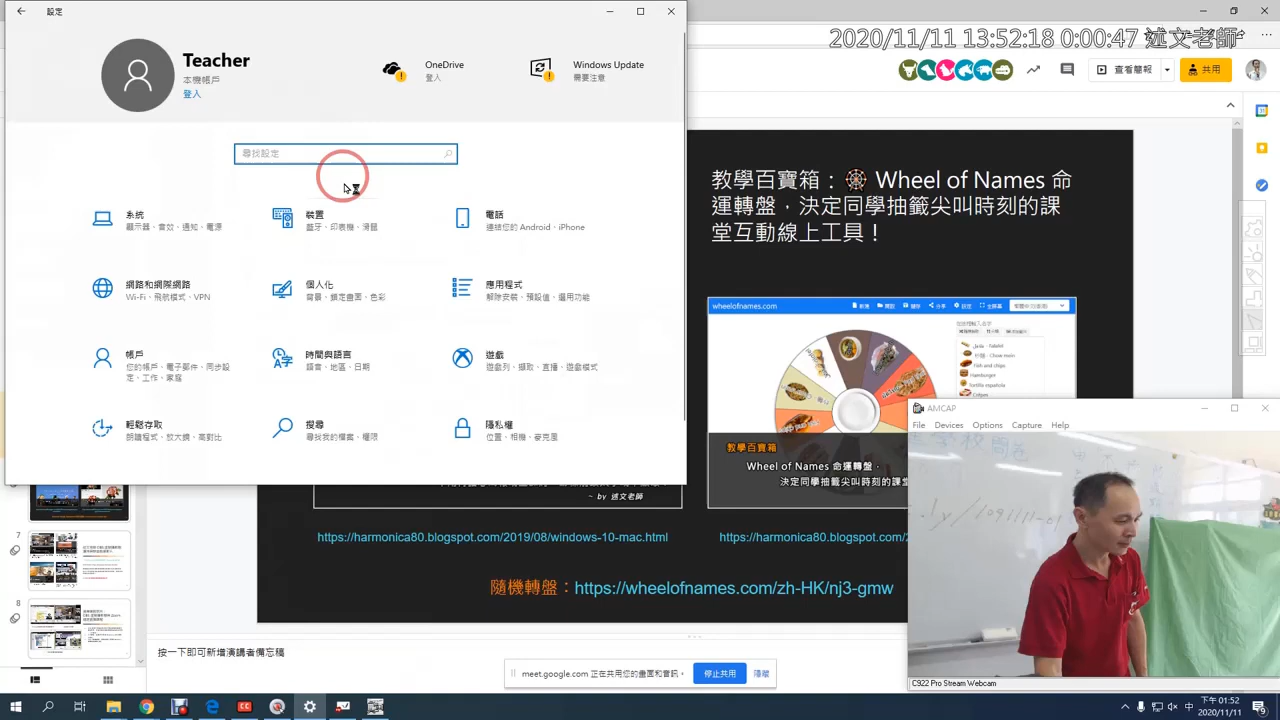 設定
2020/11/11 13:52:18 0:00:47 述文老師
Teacher
本機帳戶
登入
OneDrive
登入
Windows Update
需要注意
尋找設定
系統
顯示器、音效、通知、電源
裝置
藍牙、印表機、滑鼠
電話
連結您的 Android、iPhone
網路和網際網路
Wi-Fi、飛航模式、VPN
個人化
背景、鎖定畫面、色彩
應用程式
解除安裝、預設值、選用功能
帳戶
您的帳戶、電子郵件、同步設
定、工作、家庭
時間與語言
語音、地區、日期
遊戲
遊戲列、擷取、直播、遊戲模式
輕鬆存取
朗讀程式、放大鏡、高對比
搜尋
尋找我的檔案、權限
隱私權
位置、相機、麥克風
查看簡報
共用
教學百寶箱：Wheel of Names 命
運轉盤，決定同學抽籤尖叫時刻的課
堂互動線上工具！
wheelofnames.com
Fish and chips
Hamburger
Tortilla española
教學百寶箱
Wheel of Names 命運轉盤，
決定同學抽籤尖叫時刻的課堂
~ by 述文老師
https://harmonica80.blogspot.com/2019/08/windows-10-mac.html
https://harmonica80.blogspot.com/2
隨機轉盤：https://wheelofnames.com/zh-HK/nj3-gmw
7
8
按一下即可新增演講者備忘稿
meet.google.com 正在共用您的畫面和音訊。
停止共用
隱藏
AMCAP
File Devices Options Capture Help
C922 Pro Stream Webcam
中
下午 01:52
2020/11/11